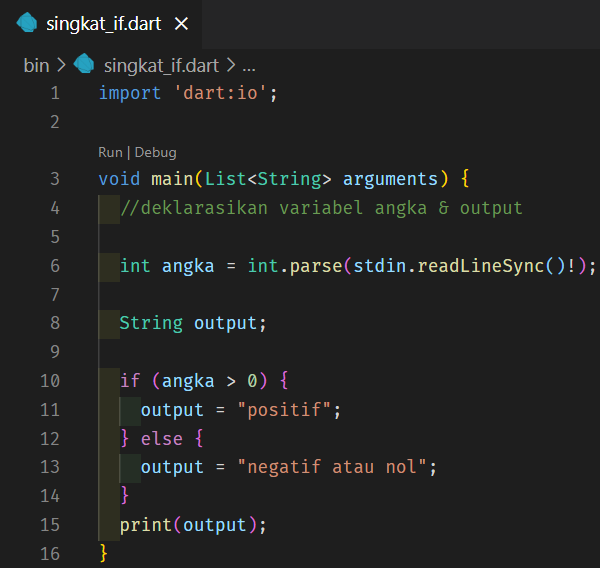 singkat_if.dart ×
bin > singkat_if.dart > ...
1 import 'dart:io';
2
Run | Debug
3 void main(List<String> arguments) {
4   //deklarasikan variabel angka & output
5
6   int angka = int.parse(stdin.readLineSync()!);
7
8   String output;
9
10   if (angka > 0) {
11     output = "positif";
12   } else {
13     output = "negatif atau nol";
14   }
15   print(output);
16 }